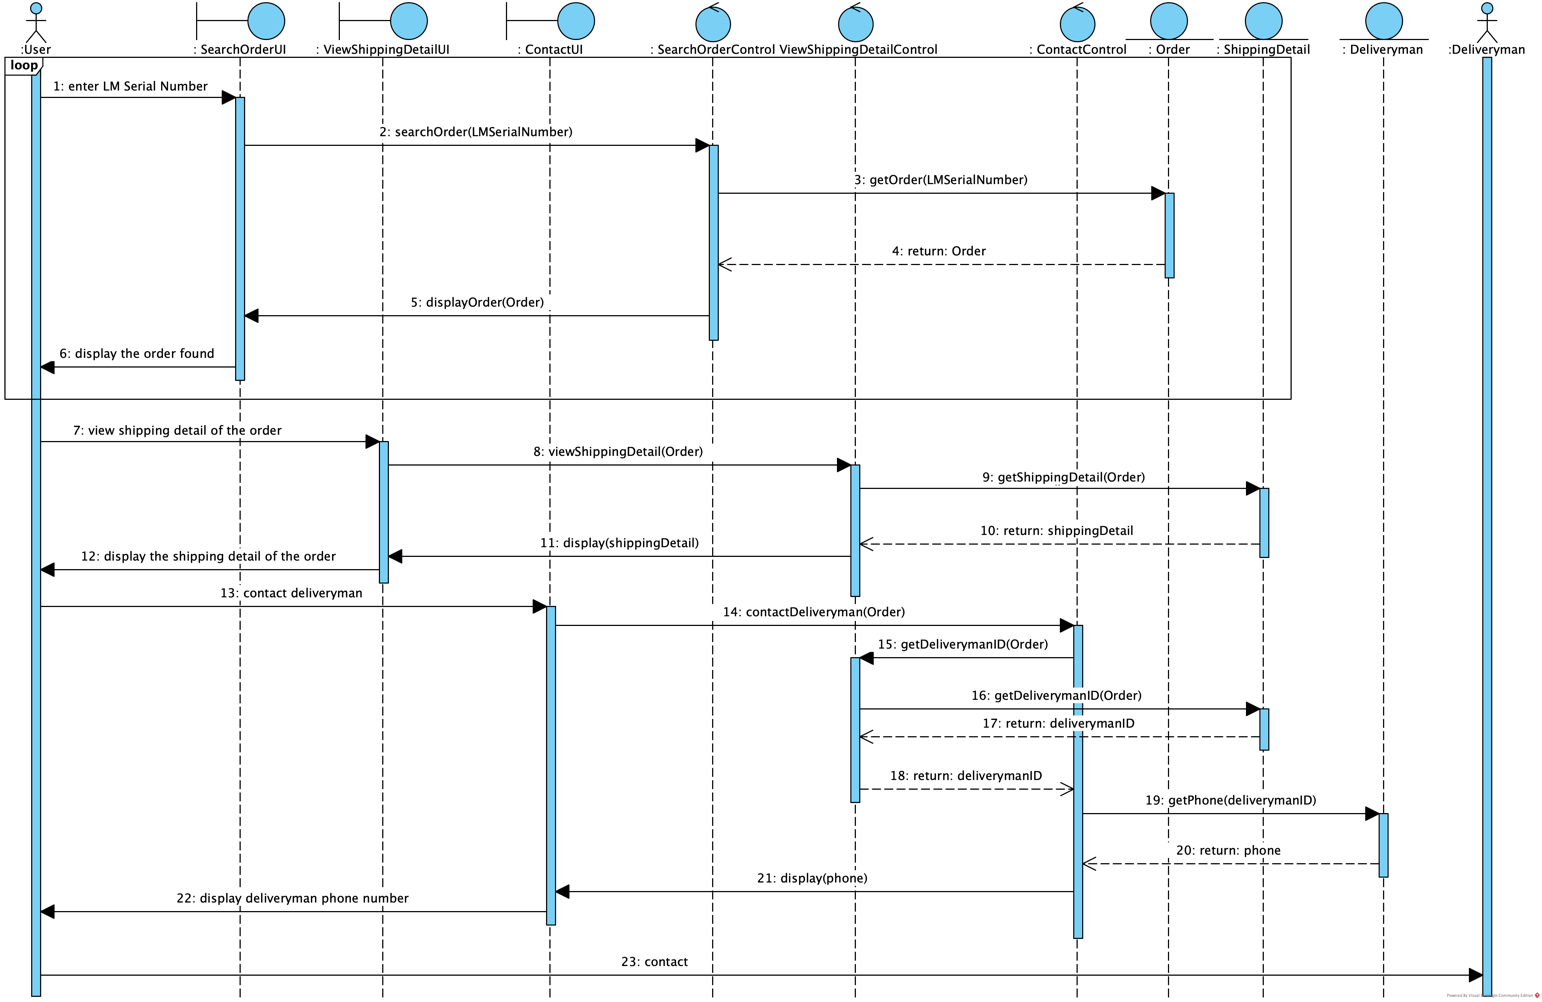 :User
: SearchOrderUI
: ViewShippingDetailUI
: ContactUI
: SearchOrderControl
ViewShippingDetailControl
: ContactControl
: Order
: ShippingDetail
: Deliveryman
:Deliveryman
loop
1: enter LM Serial Number
2: searchOrder(LMSerialNumber)
3: getOrder(LMSerialNumber)
4: return: Order
5: displayOrder(Order)
6: display the order found
7: view shipping detail of the order
8: viewShippingDetail(Order)
9: getShippingDetail(Order)
10: return: shippingDetail
11: display(shippingDetail)
12: display the shipping detail of the order
13: contact deliveryman
14: contactDeliveryman(Order)
15: getDeliverymanID(Order)
16: getDeliverymanID(Order)
17: return: deliverymanID
18: return: deliverymanID
19: getPhone(deliverymanID)
20: return: phone
21: display(phone)
22: display deliveryman phone number
23: contact
Powered By Visual Community Edition